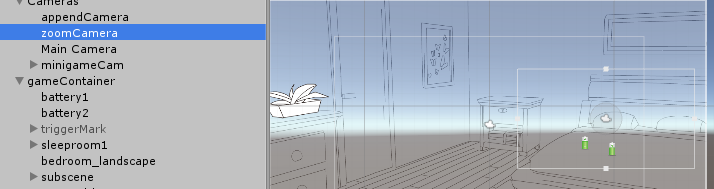 Cameras
appendCamera
zoomCamera
Main Camera
minigameCam
gameContainer
battery1
battery2
triggerMark
sleeproom1
bedroom_landscape
subscene